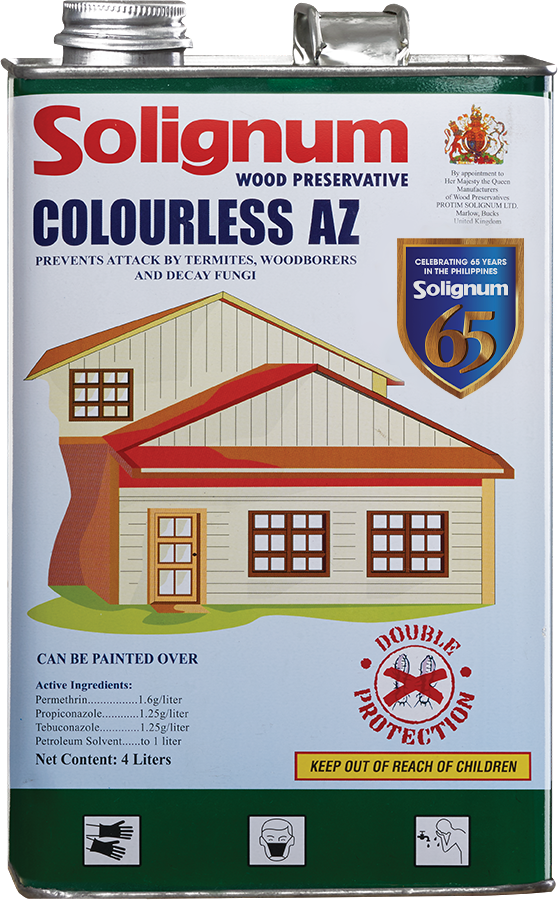 Solignum
WOOD PRESERVATIVE
COLOURLESS AZ
PREVENTS ATTACK BY TERMITES, WOODBORERS
AND DECAY FUNGI
By appointment to
Her Majesty the Queen
Manufacturers
of Wood Preservatives
PROTIM SOLIGNUM LTD.
Marlow, Bucks
United Kingdom
CELEBRATING 65 YEARS
IN THE PHILIPPINES
Solignum
65
CAN BE PAINTED OVER
Active Ingredients:
Permethrin................1.6g/liter
Propiconazole............1.25g/liter
Tebuconazole.............1.25g/liter
Petroleum Solvent......to 1 liter
Net Content: 4 Liters
DOUBLE
PROTECTION
KEEP OUT OF REACH OF CHILDREN